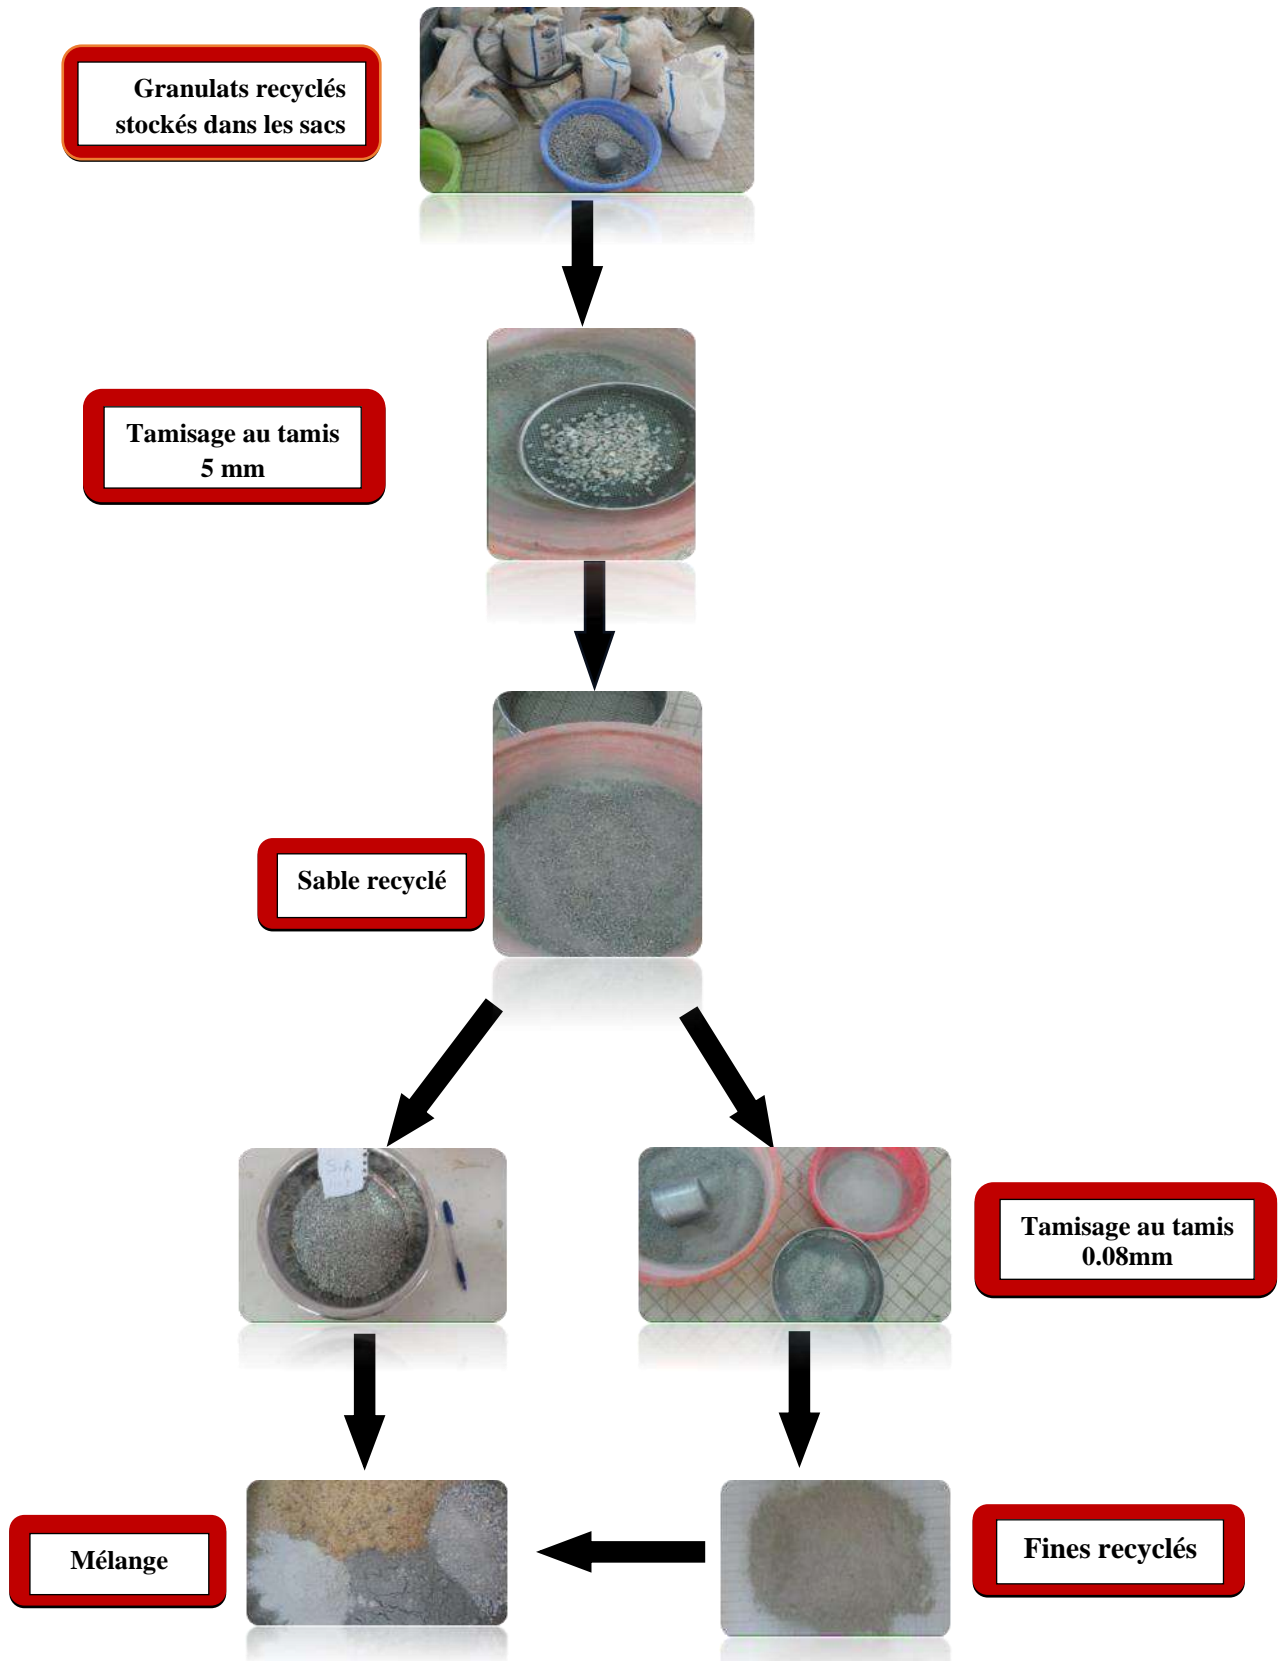 Granulats recyclés
stockés dans les sacs
Tamisage au tamis
5 mm
Sable recyclé
Tamisage au tamis
0.08mm
Mélange
Fines recyclés